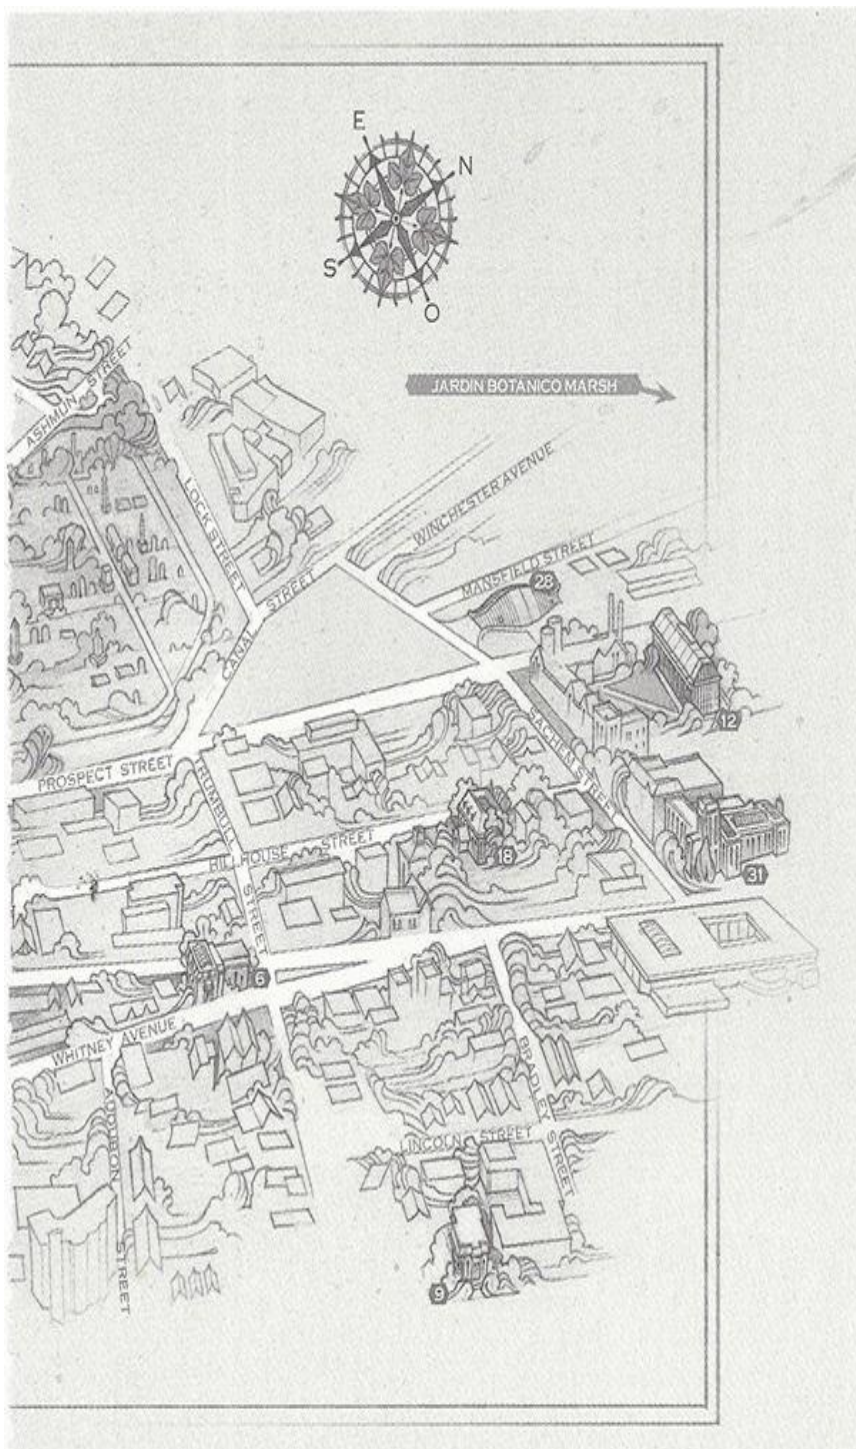 E
N
S
O
JARDIN BOTANICO MARSH
ASHMUN STREET
LOCK STREET
WINCHESTER AVENUE
MANSFIELD STREET
28
CANAL STREET
12
SACHEM STREET
PROSPECT STREET
TRUMBULL STREET
HILLHOUSE STREET
18
31
6
WHITNEY AVENUE
BRADLEY STREET
AUDUBON STREET
LINCOLN STREET
9